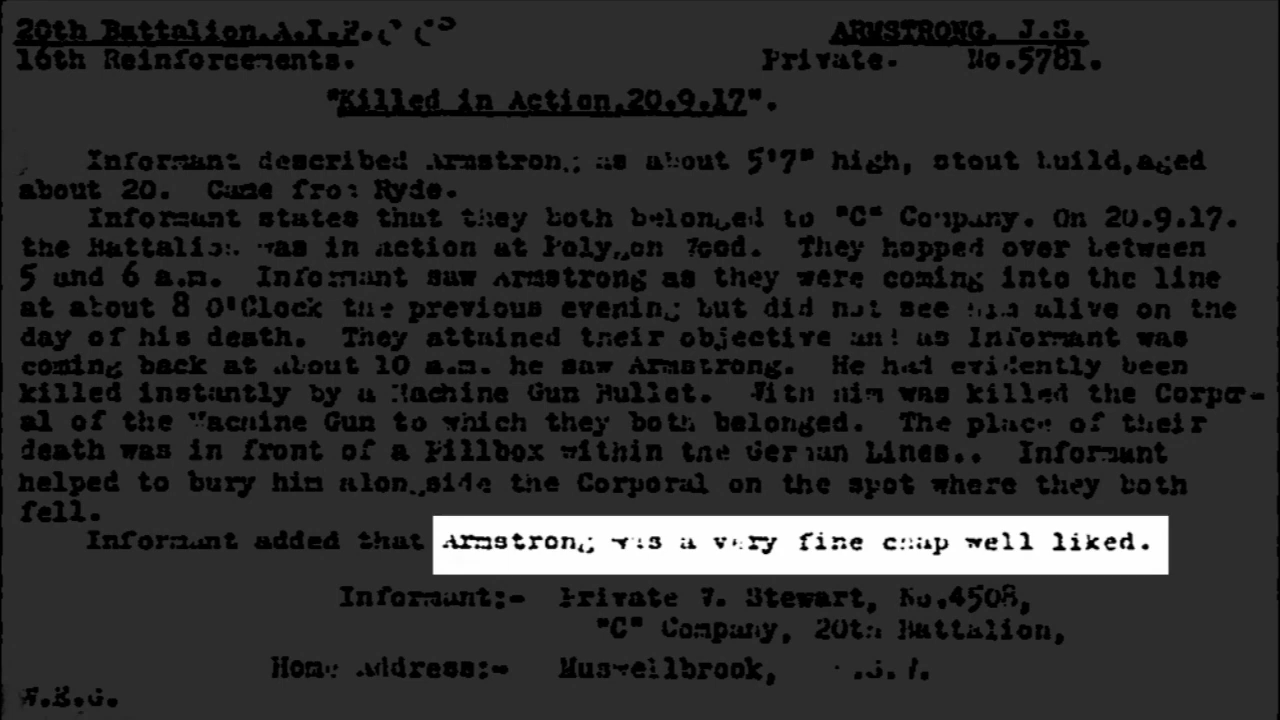 20th Battalion.A.I.F.
ARMSTRONG, J.S.
16th Reinforcements.
Private. No.5781.
"Killed in Action,20.9.17".
Informant described Armstrong as about 5'7" high, stout build,aged
about 20. Came from Ryde.
Informant states that they both belonged to "C" Company. On 20.9.17.
the Battalion was in action at Polygon Wood. They hopped over between
5 and 6 a.m. Informant saw Armstrong as they were coming into the line
at about 8 O'Clock the previous evening but did not see him alive on the
day of his death. They attained their objective and as Informant was
coming back at about 10 a.m. he saw Armstrong. He had evidently been
killed instantly by a Machine Gun Bullet. With him was killed the Corpor-
al of the Machine Gun to which they both belonged. The place of their
death was in front of a Pillbox within the German Lines.. Informant
helped to bury him alongside the Corporal on the spot where they both
fell.
Informant added that Armstrong was a very fine chap well liked.
Informant:- Private W. Stewart, No.4508,
"C" Company, 20th Battalion,
Home Address:- Muswellbrook, N.S.W.
W.E.G.